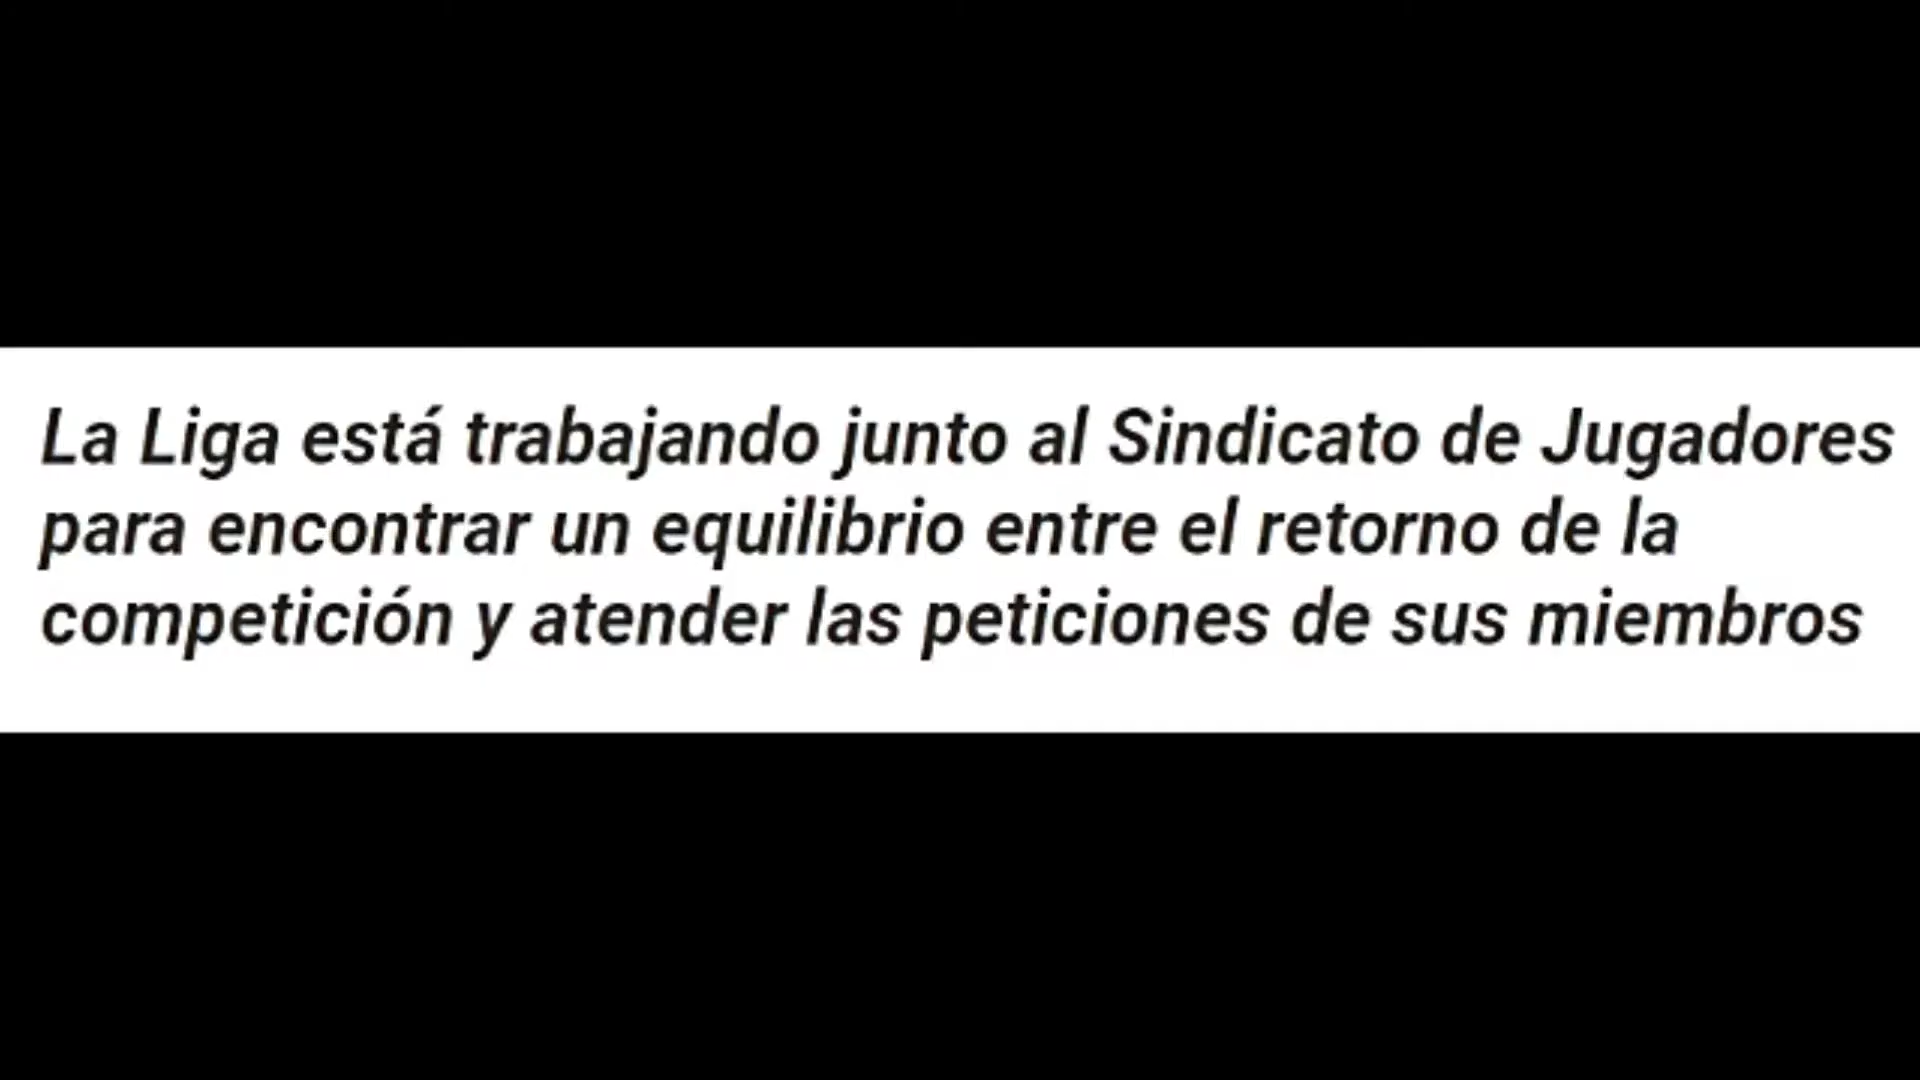 La Liga está trabajando junto al Sindicato de Jugadores
para encontrar un equilibrio entre el retorno de la
competición y atender las peticiones de sus miembros